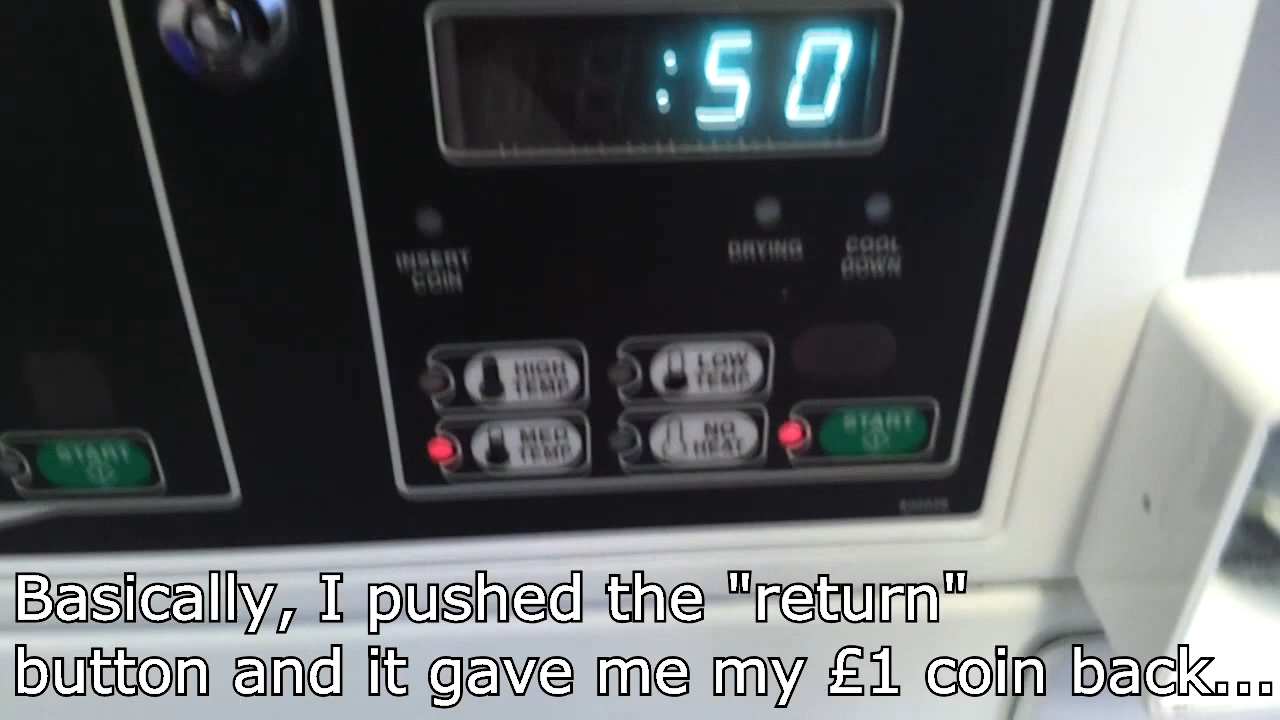 :50
INSERT
COIN
DRYING
COOL
DOWN
HIGH
TEMP
LOW
TEMP
MED
TEMP
NO
HEAT
START
START
Basically, I pushed the "return"
button and it gave me my £1 coin back...